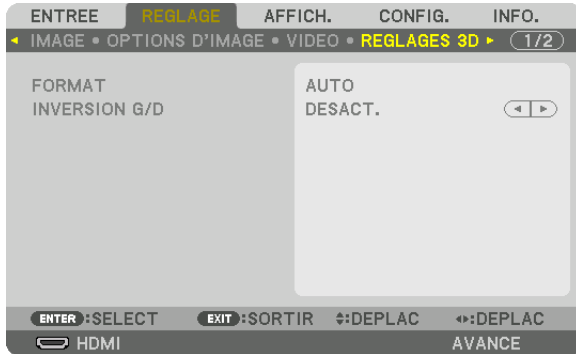 ENTREE REGLAGE AFFICH. CONFIG. INFO.
IMAGE • OPTIONS D'IMAGE • VIDEO • REGLAGES 3D 1/2
FORMAT AUTO
INVERSION G/D DESACT.
ENTER :SELECT EXIT :SORTIR :DEPLAC :DEPLAC
HDMI AVANCE